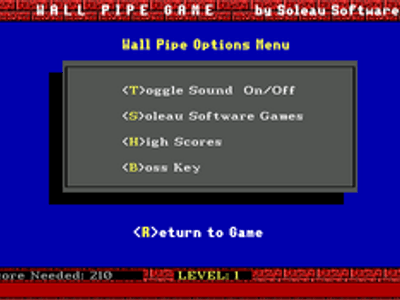 WALL PIPE GAME by Soleau Software
Wall Pipe Options Menu
<T>oggle Sound On/Off
<S>oleau Software Games
<H>igh Scores
<B>oss Key
<R>eturn to Game
core Needed: 210 LEVEL: 1